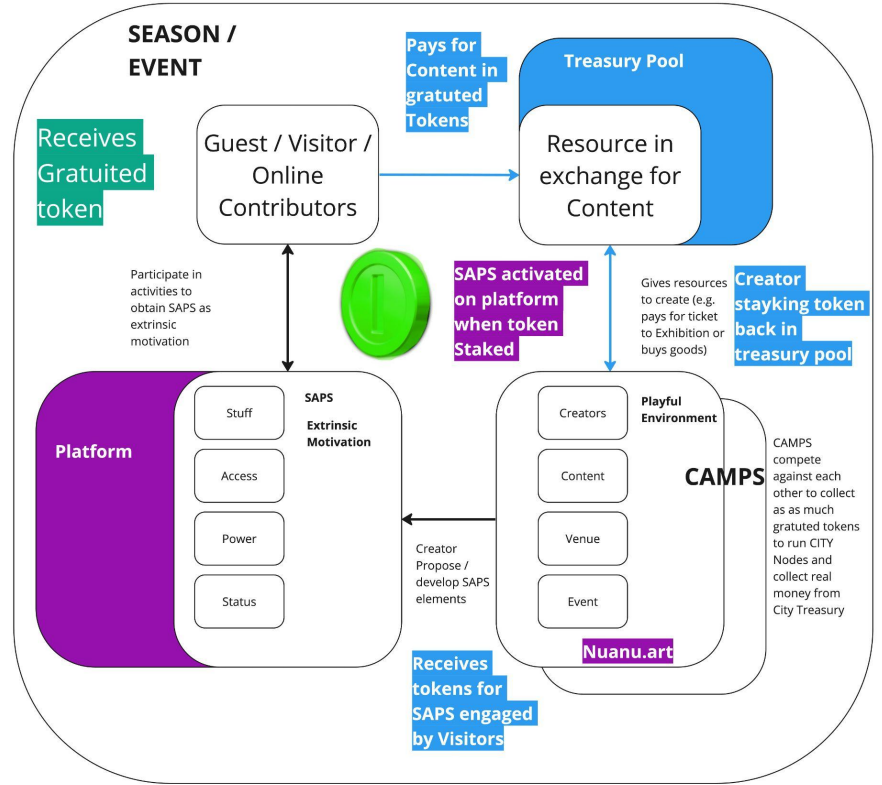 SEASON /
EVENT
Pays for
Content in
gratuted
Tokens
Treasury Pool
Receives
Gratuited
token
Guest / Visitor /
Online
Contributors
Resource in
exchange for
Content
Participate in
activities to
obtain SAPS as
extrinsic
motivation
SAPS activated
on platform
when token
Staked
Gives resources
to create (e.g.
pays for ticket
to Exhibition or
buys goods)
Creator
stayking token
back in
treasury pool
Platform
Stuff
Access
Power
Status
SAPS
Extrinsic
Motivation
Creators
Content
Venue
Event
Playful
Environment
CAMPS
CAMPS
compete
against each
other to collect
as as much
gratuted tokens
to run CITY
Nodes and
collect real
money from
City Treasury
Creator
Propose /
develop SAPS
elements
Nuanu.art
Receives
tokens for
SAPS engaged
by Visitors